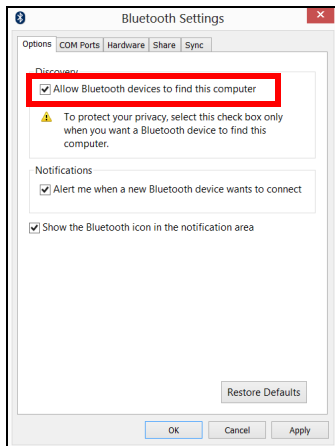 Bluetooth Settings
Options COM Ports Hardware Share Sync
Discovery
Allow Bluetooth devices to find this computer
To protect your privacy, select this check box only
when you want a Bluetooth device to find this
computer.
Notifications
Alert me when a new Bluetooth device wants to connect
Show the Bluetooth icon in the notification area
Restore Defaults
OK Cancel Apply